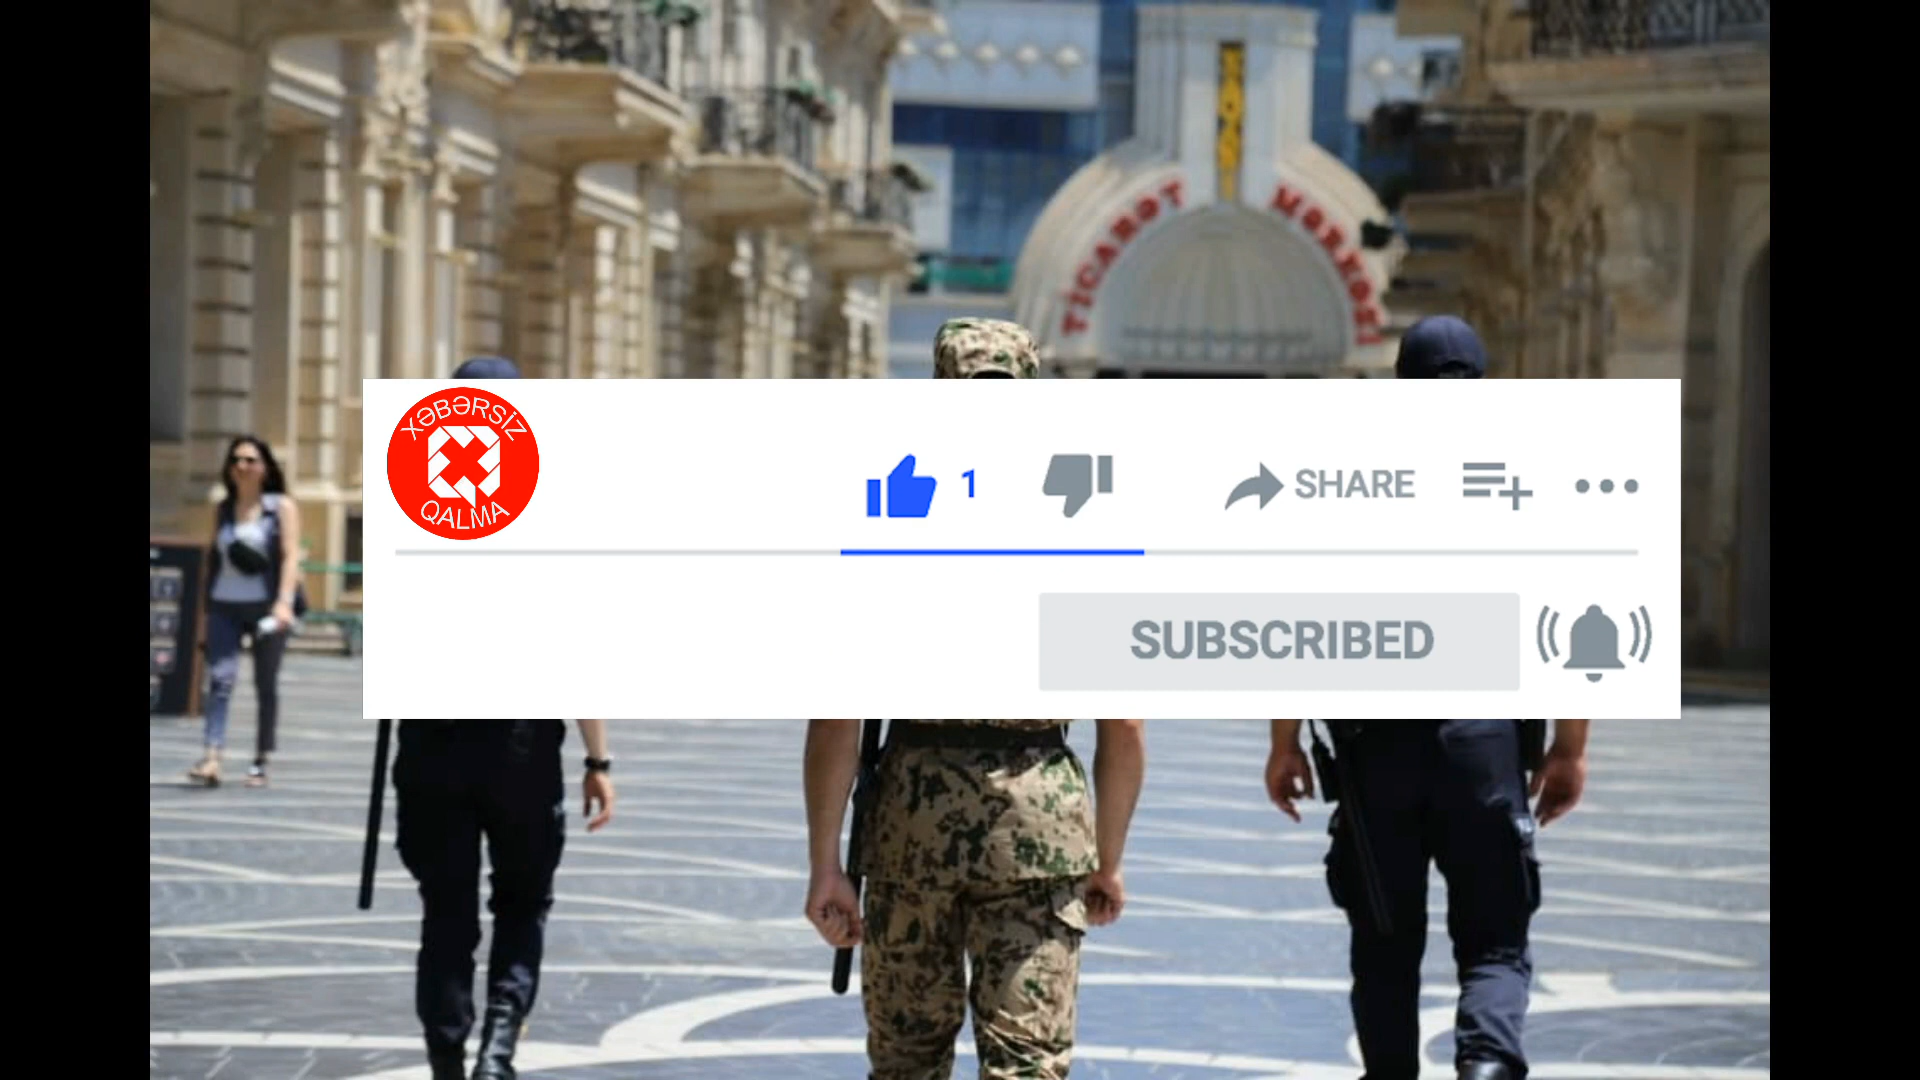 TİCARƏT MƏRKƏZİ
XƏBƏRSİZ
QALMA
1
SHARE
SUBSCRIBED